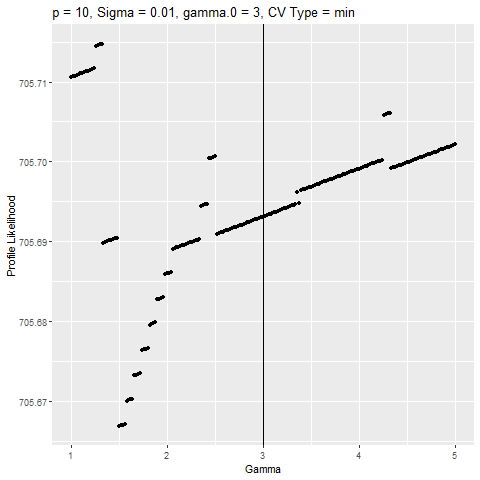 p = 10, Sigma = 0.01, gamma.0 = 3, CV Type = min
705.71
705.70
705.69
705.68
705.67
Profile Likelihood
1 2 3 4 5
Gamma